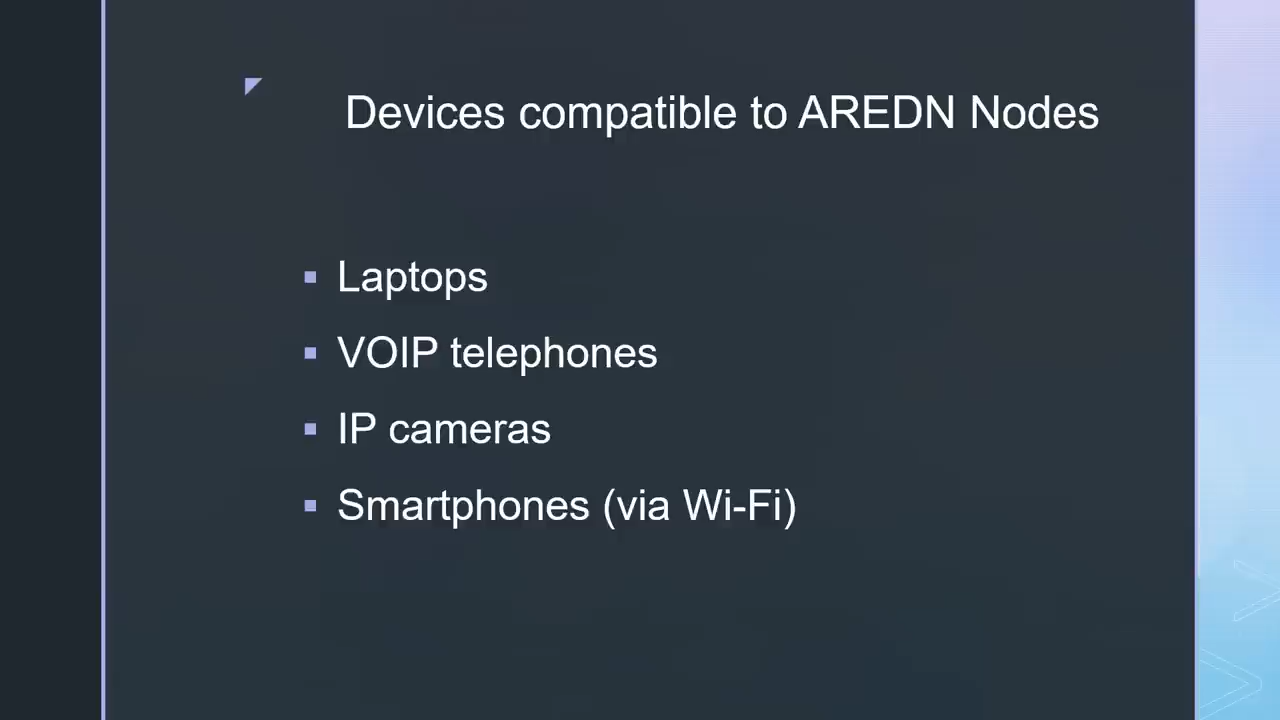 Devices compatible to AREDN Nodes
Laptops
VOIP telephones
IP cameras
Smartphones (via Wi-Fi)